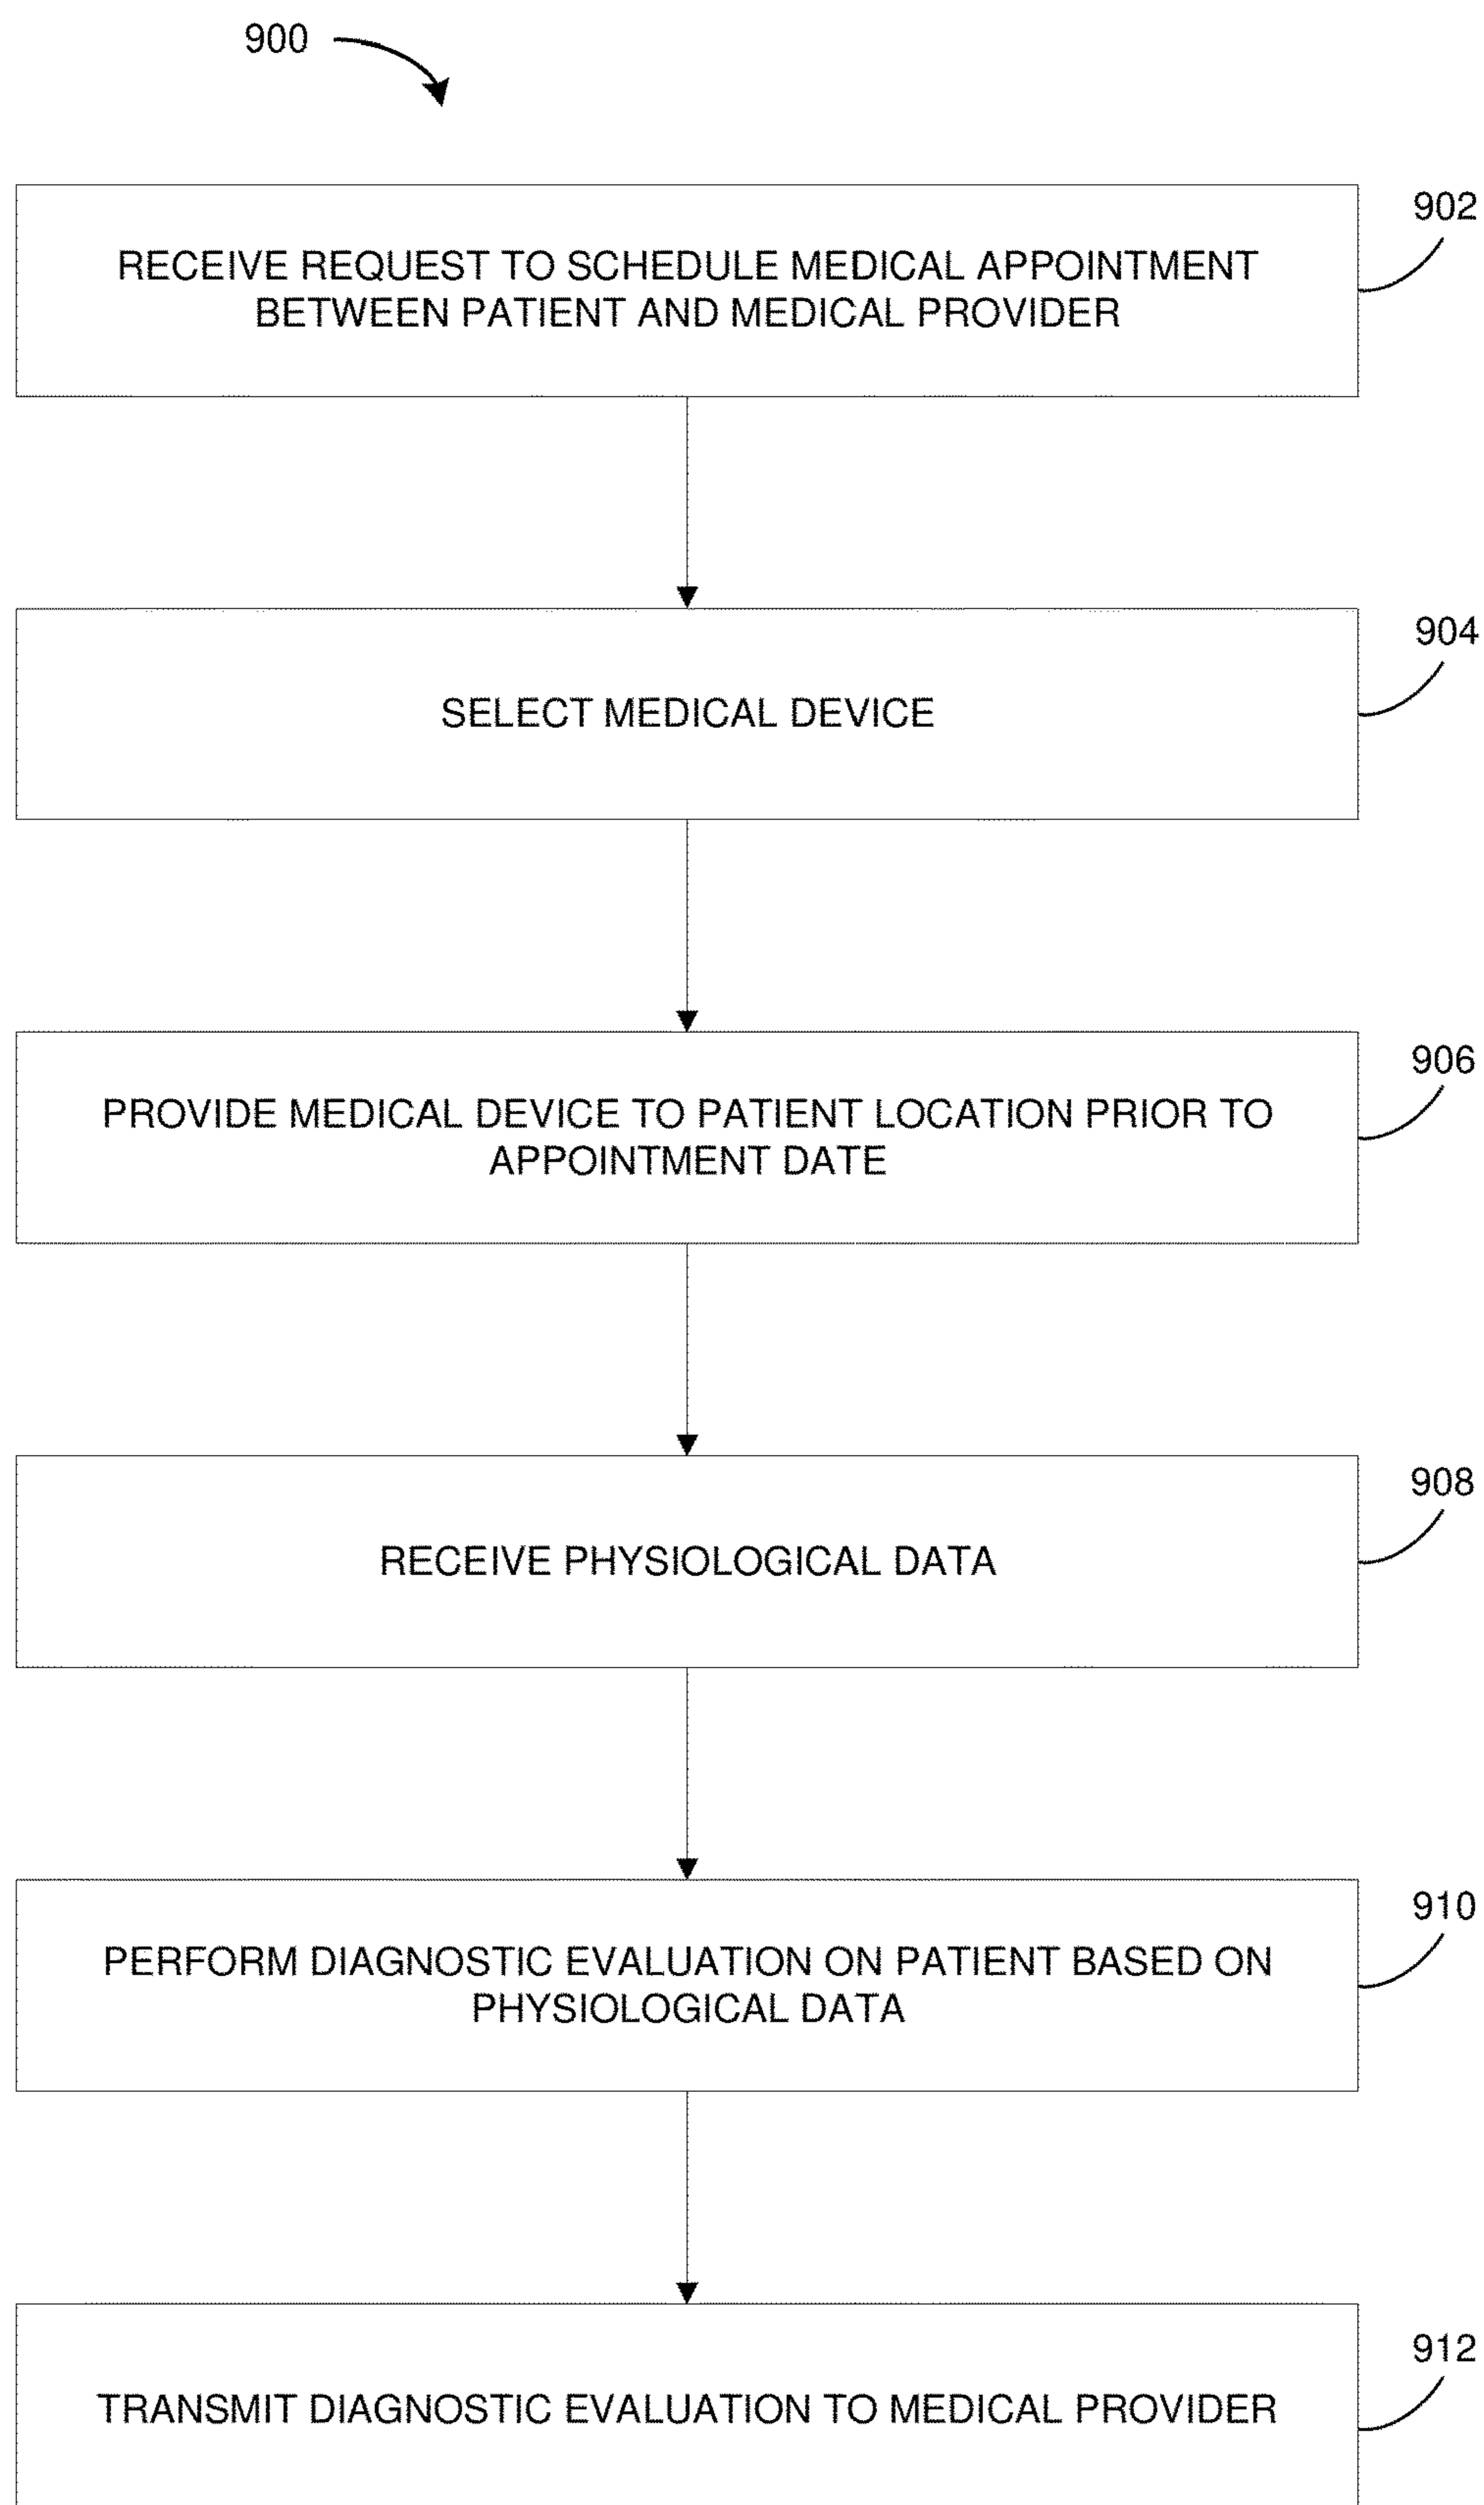 900
902
RECEIVE REQUEST TO SCHEDULE MEDICAL APPOINTMENT
BETWEEN PATIENT AND MEDICAL PROVIDER
904
SELECT MEDICAL DEVICE
906
PROVIDE MEDICAL DEVICE TO PATIENT LOCATION PRIOR TO
APPOINTMENT DATE
908
RECEIVE PHYSIOLOGICAL DATA
910
PERFORM DIAGNOSTIC EVALUATION ON PATIENT BASED ON
PHYSIOLOGICAL DATA
912
TRANSMIT DIAGNOSTIC EVALUATION TO MEDICAL PROVIDER